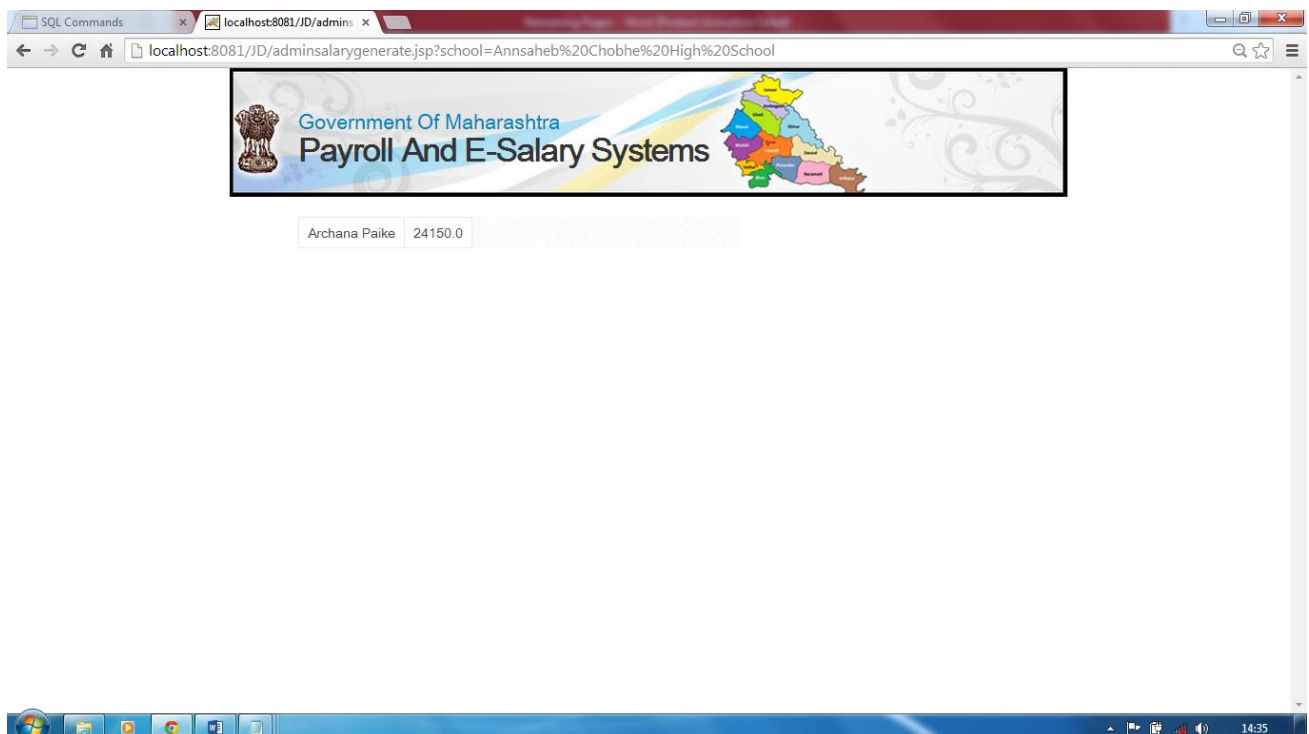 SQL Commands
localhost:8081/JD/admins
localhost:8081/JD/adminsalarygenerate.jsp?school=Annsaheb%20Chobhe%20High%20School
Government Of Maharashtra
Payroll And E-Salary Systems
Archana Paike 24150.0
14:35